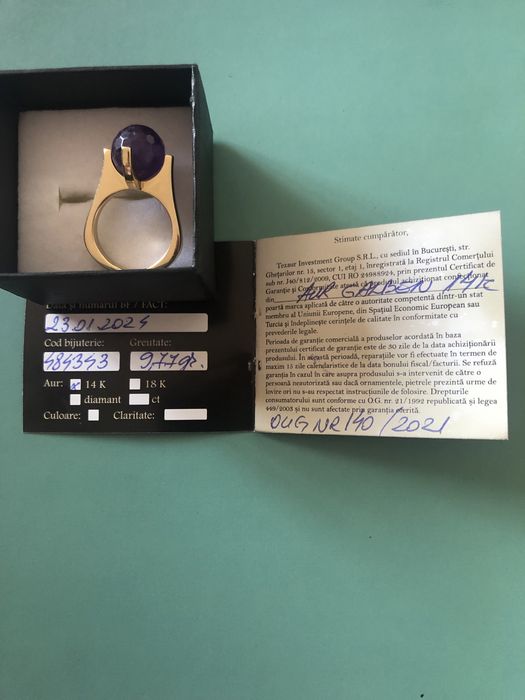 Data și numărul BF / FACT:
23.01.2024
Cod bijuterie: Greutate:
484343 9,77gr.
Aur: 14 K 18 K
diamant ct
Culoare: Claritate:
Stimate cumpărător,
Tezaur Investment Group S.R.L., cu sediul în București, str.
Ghețarilor nr. 15, sector 1, etaj 1, înregistrată la Registrul Comerțului
sub nr. J40/812/2009, CUI RO 24988924, prin prezentul Certificat de
Garanție și Conformitate atestă că obiectul achiziționat confecționat
din AUR GALBEN 14K
poartă marca aplicată de către o autoritate competentă dintr-un stat
membru al Uniunii Europene, din Spațiul Economic European sau
Turcia și îndeplinește cerințele de calitate în conformitate cu
prevederile legale.
Perioada de garanție comercială a produselor acordată în baza
prezentului certificat de garanție este de 30 zile de la data achiziționării
produsului. În această perioadă, reparațiile vor fi efectuate în termen de
maxim 15 zile calendaristice de la data bonului fiscal/facturii. Se refuză
garanția în cazul în care asupra produsului s-a intervenit de către o
persoană neautorizată sau dacă ornamentele, pietrele prezintă urme de
lovire ori nu s-au respectat instrucțiunile de folosire. Drepturile
consumatorului sunt conforme cu O.G. nr. 21/1992 republicată și legea
449/2003 și nu sunt afectate prin garanția oferită.
OUG NR 140 / 2021